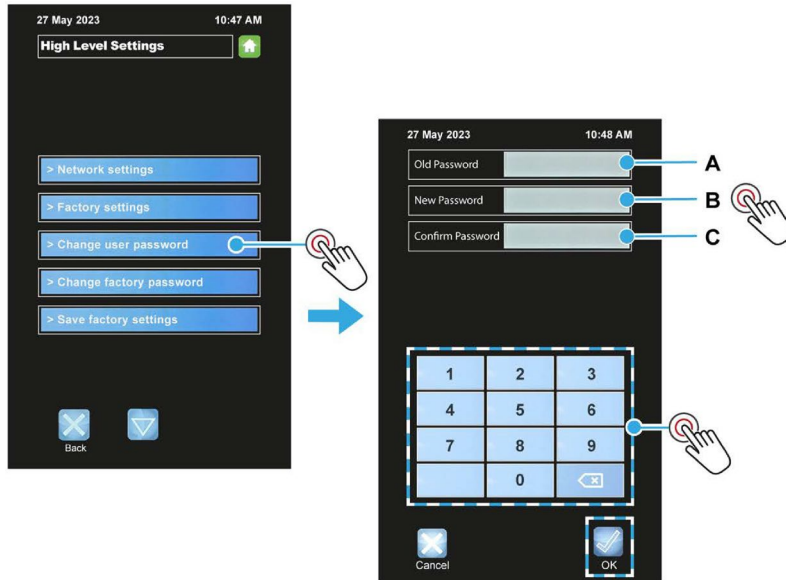 27 May 2023 10:47 AM
High Level Settings
> Network settings
> Factory settings
> Change user password
> Change factory password
> Save factory settings
Back
27 May 2023 10:48 AM
Old Password A
New Password B
Confirm Password C
1 2 3
4 5 6
7 8 9
0
Cancel OK